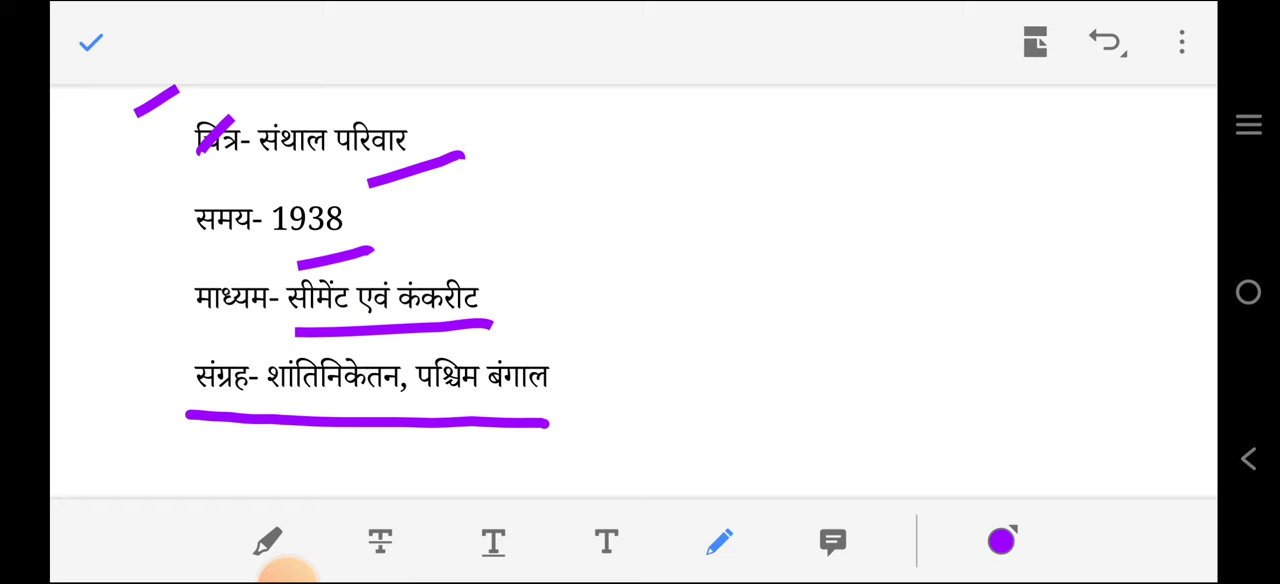 चित्र- संथाल परिवार
समय- 1938
माध्यम- सीमेंट एवं कंकरीट
संग्रह- शांतिनिकेतन, पश्चिम बंगाल